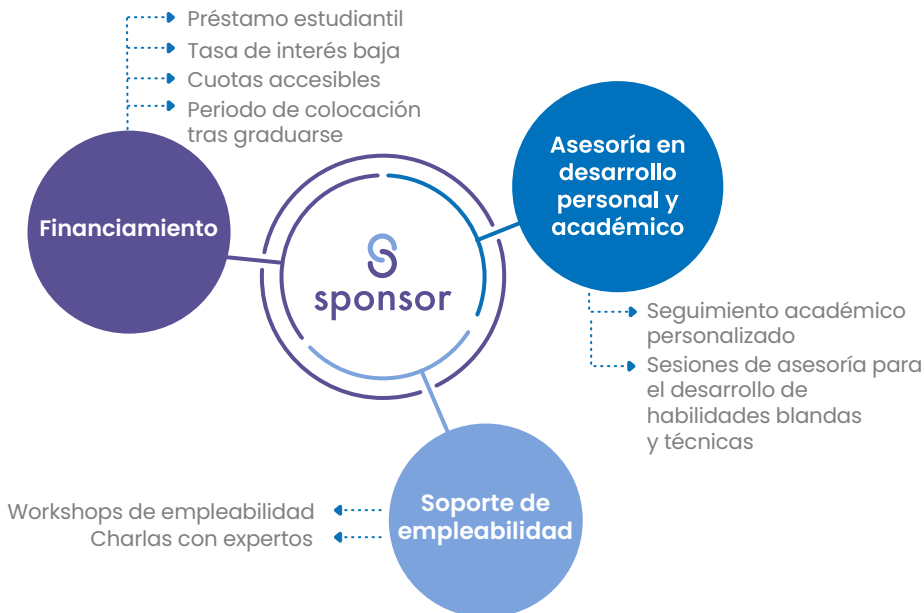 Préstamo estudiantil
Tasa de interés baja
Cuotas accesibles
Periodo de colocación
tras graduarse
Financiamiento
Asesoría en
desarrollo
personal y
académico
sponsor
Seguimiento académico
personalizado
Sesiones de asesoría para
el desarrollo de
habilidades blandas
y técnicas
Soporte de
empleabilidad
Workshops de empleabilidad
Charlas con expertos